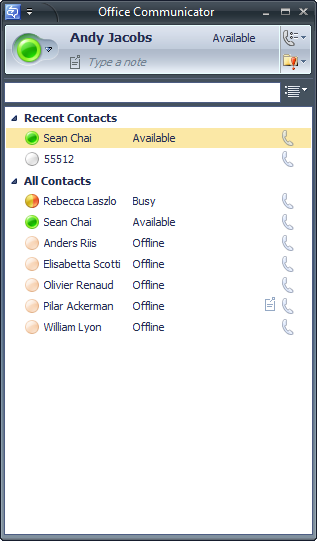 Office Communicator
Andy Jacobs Available
Type a note
Recent Contacts
Sean Chai Available
55512
All Contacts
Rebecca Laszlo Busy
Sean Chai Available
Anders Riis Offline
Elisabetta Scotti Offline
Olivier Renaud Offline
Pilar Ackerman Offline
William Lyon Offline